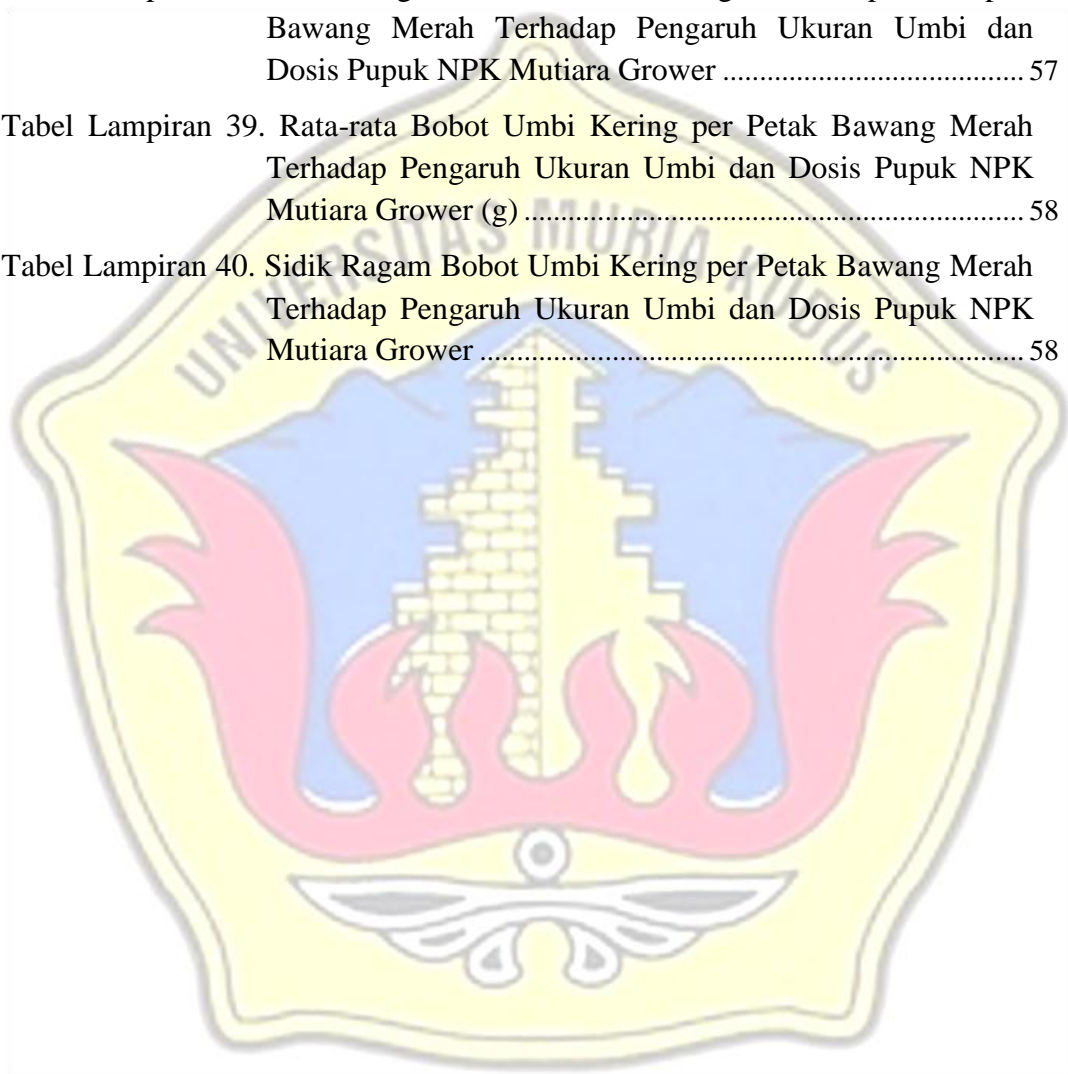 Bawang Merah Terhadap Pengaruh Ukuran Umbi dan
Dosis Pupuk NPK Mutiara Grower ......................................... 57
Tabel Lampiran 39. Rata-rata Bobot Umbi Kering per Petak Bawang Merah
Terhadap Pengaruh Ukuran Umbi dan Dosis Pupuk NPK
Mutiara Grower (g) .................................................................... 58
Tabel Lampiran 40. Sidik Ragam Bobot Umbi Kering per Petak Bawang Merah
Terhadap Pengaruh Ukuran Umbi dan Dosis Pupuk NPK
Mutiara Grower .......................................................................... 58
UNIVERSITAS MURIA KUDUS